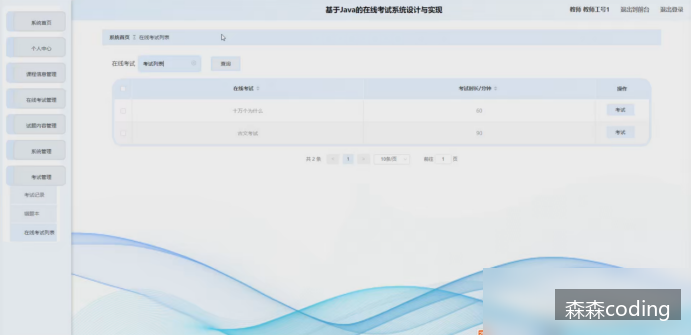 基于Java的在线考试系统设计与实现
教师 教师工号1 退出到前台 退出登录
系统首页
个人中心
课程信息管理
在线考试管理
试题内容管理
系统管理
考试管理
考试记录
错题本
在线考试列表
系统首页 在线考试列表
在线考试 考试列表 查询
在线考试 考试时长/分钟 操作
60 考试
90 考试
共 2 条 < 1 > 10条/页 前往 1 页
森森coding